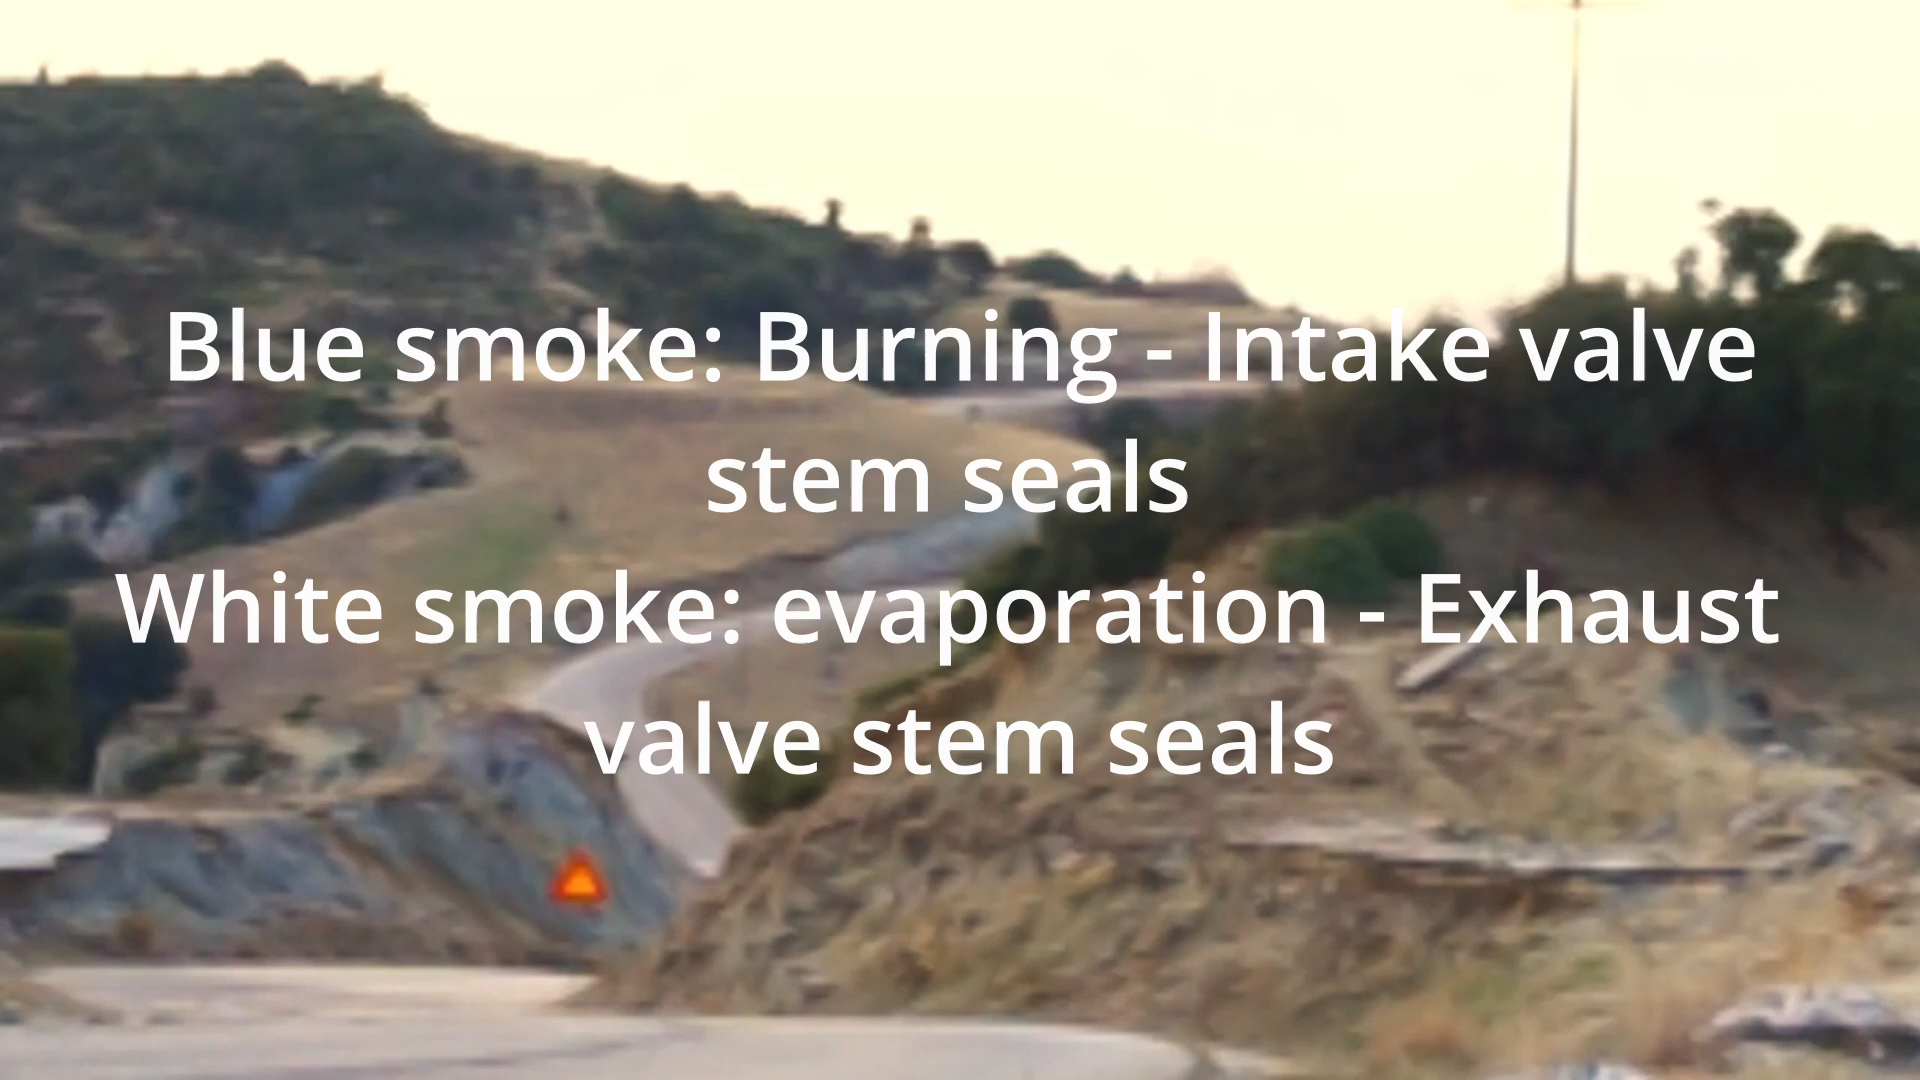 Blue smoke: Burning - Intake valve
stem seals
White smoke: evaporation - Exhaust
valve stem seals